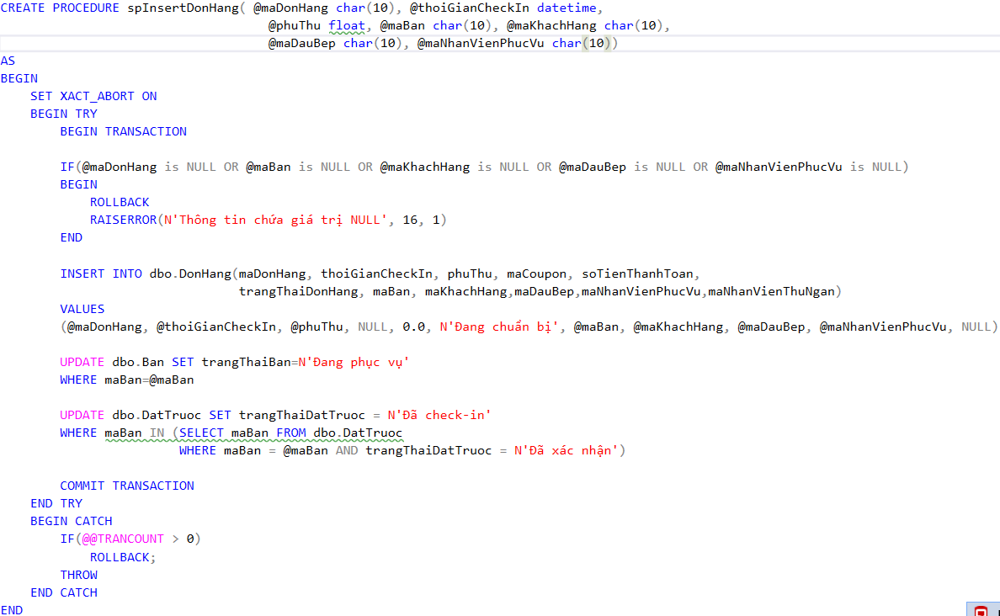 CREATE PROCEDURE spInsertDonHang( @maDonHang char(10), @thoiGianCheckIn datetime,
@phuThu float, @maBan char(10), @maKhachHang char(10),
@maDauBep char(10), @maNhanVienPhucVu char(10))
AS
BEGIN
SET XACT_ABORT ON
BEGIN TRY
BEGIN TRANSACTION
IF(@maDonHang is NULL OR @maBan is NULL OR @maKhachHang is NULL OR @maDauBep is NULL OR @maNhanVienPhucVu is NULL)
BEGIN
ROLLBACK
RAISERROR(N'Thông tin chứa giá trị NULL', 16, 1)
END
INSERT INTO dbo.DonHang(maDonHang, thoiGianCheckIn, phuThu, maCoupon, soTienThanhToan,
trangThaiDonHang, maBan, maKhachHang,maDauBep,maNhanVienPhucVu,maNhanVienThuNgan)
VALUES
(@maDonHang, @thoiGianCheckIn, @phuThu, NULL, 0.0, N'Đang chuẩn bị', @maBan, @maKhachHang, @maDauBep, @maNhanVienPhucVu, NULL)
UPDATE dbo.Ban SET trangThaiBan=N'Đang phục vụ'
WHERE maBan=@maBan
UPDATE dbo.DatTruoc SET trangThaiDatTruoc = N'Đã check-in'
WHERE maBan IN (SELECT maBan FROM dbo.DatTruoc
WHERE maBan = @maBan AND trangThaiDatTruoc = N'Đã xác nhận')
COMMIT TRANSACTION
END TRY
BEGIN CATCH
IF(@@TRANCOUNT > 0)
ROLLBACK;
THROW
END CATCH
END